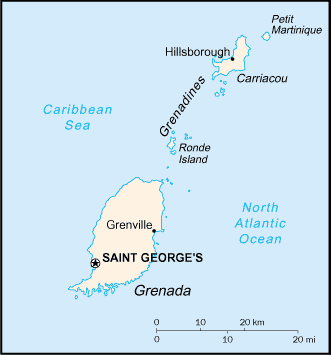 Petit
Martinique
Hillsborough
Carriacou
Grenadines
Caribbean
Sea
Ronde
Island
North
Atlantic
Ocean
Grenville
SAINT GEORGE'S
Grenada
0 10 20 km
0 10 20 mi